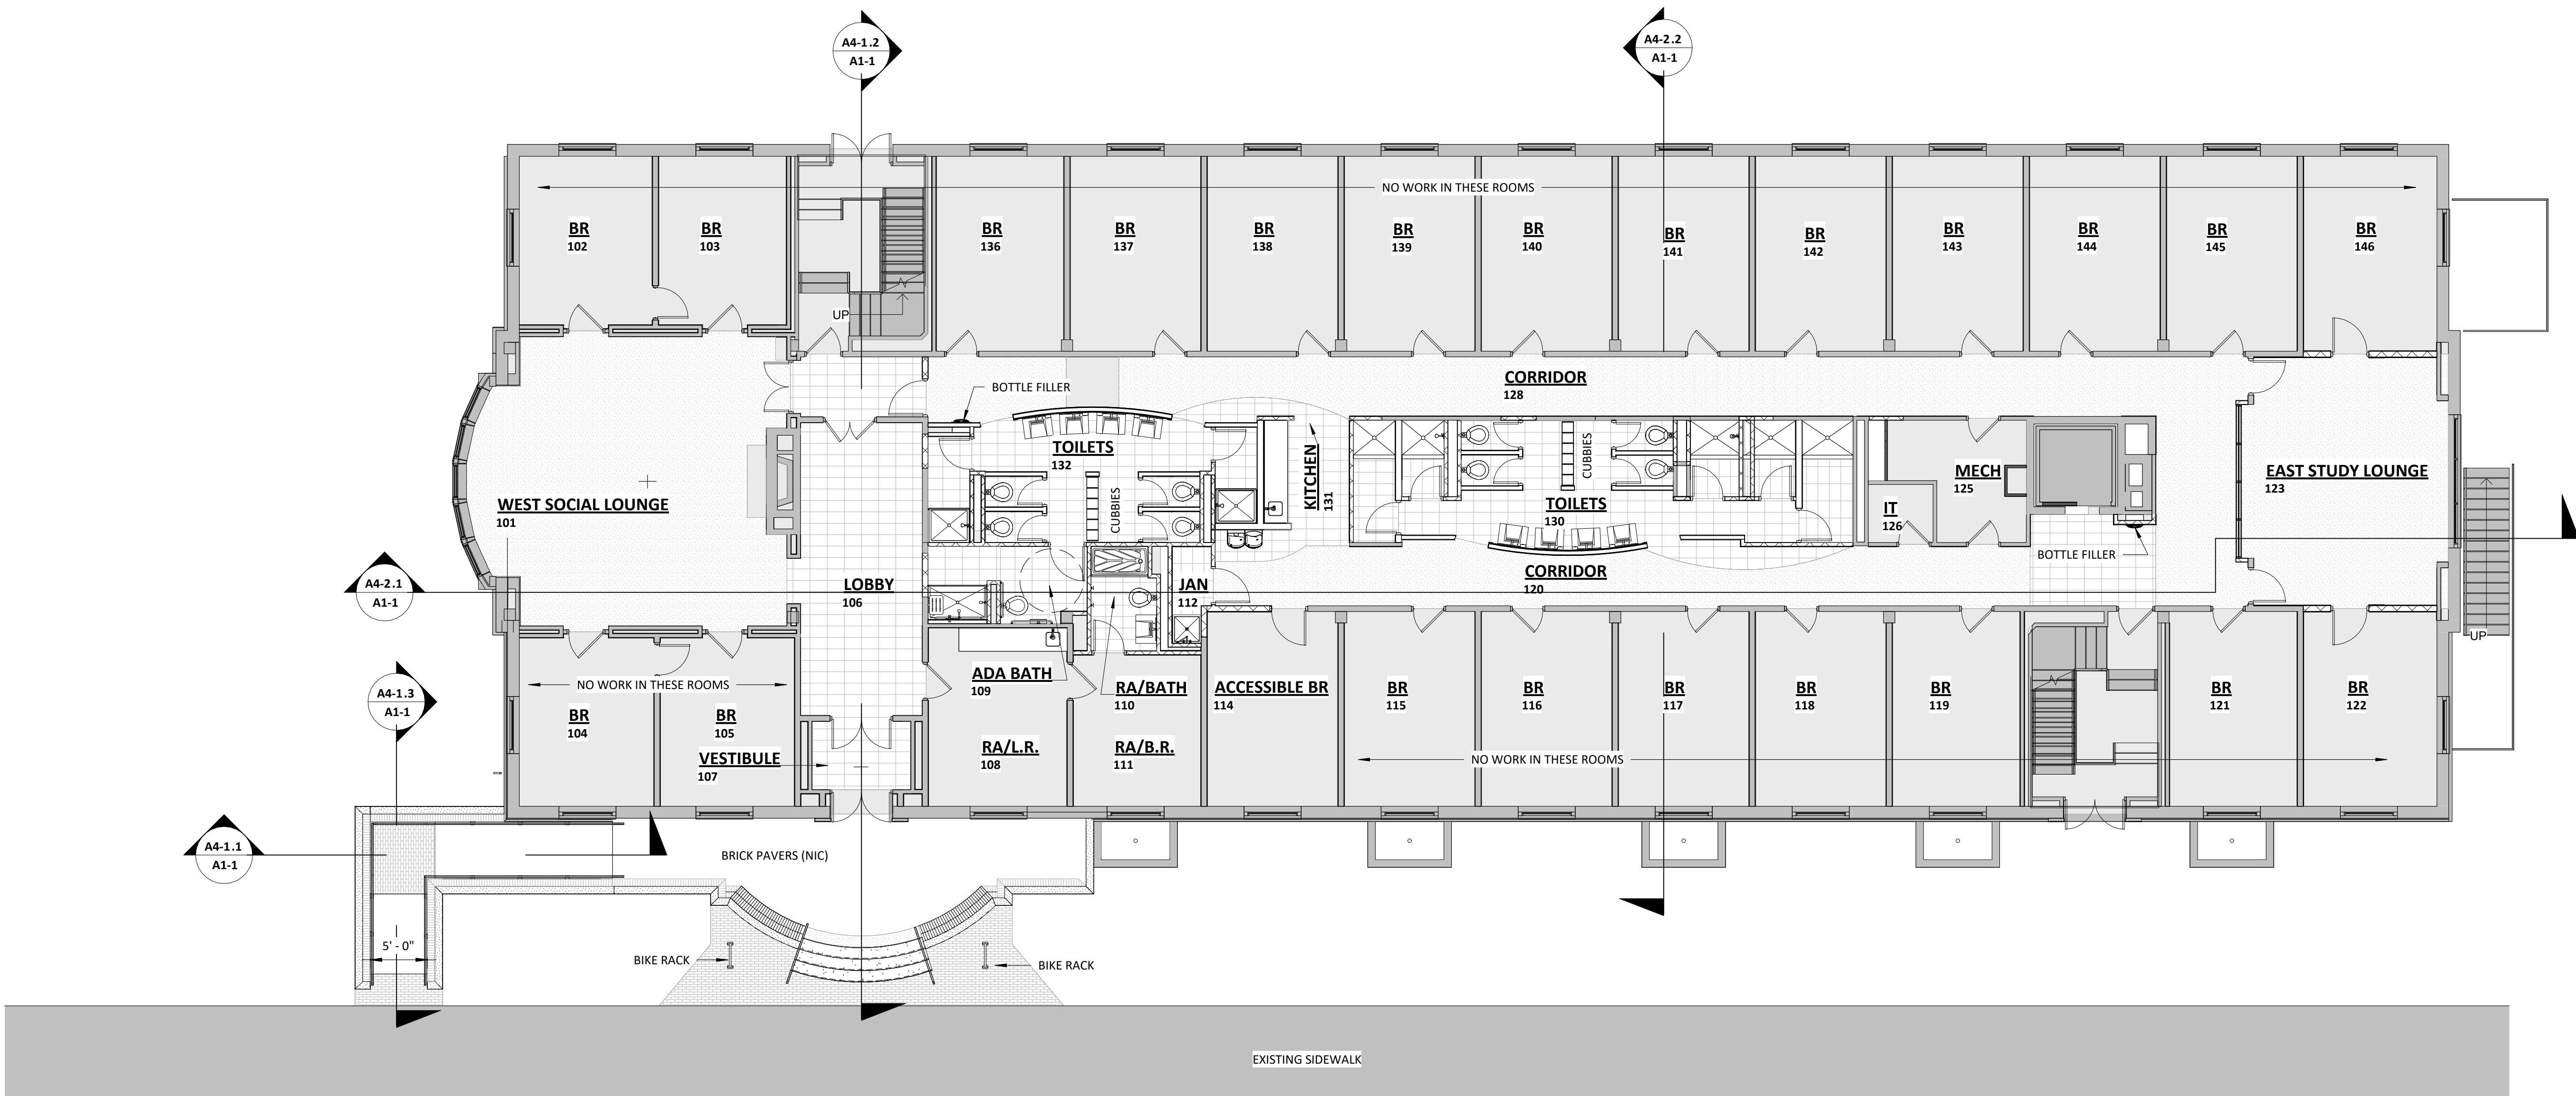 A4-1.2
A1-1
A4-2.2
A1-1
NO WORK IN THESE ROOMS
BR
102
BR
103
BR
136
BR
137
BR
138
BR
139
BR
140
BR
141
BR
142
BR
143
BR
144
BR
145
BR
146
UP
BOTTLE FILLER
CORRIDOR
128
TOILETS
132
CUBBIES
KITCHEN
131
CUBBIES
TOILETS
130
MECH
125
IT
126
EAST STUDY LOUNGE
123
WEST SOCIAL LOUNGE
101
BOTTLE FILLER
A4-2.1
A1-1
LOBBY
106
JAN
112
CORRIDOR
120
UP
A4-1.3
A1-1
NO WORK IN THESE ROOMS
BR
104
BR
105
VESTIBULE
107
ADA BATH
109
RA/BATH
110
RA/L.R.
108
RA/B.R.
111
ACCESSIBLE BR
114
BR
115
BR
116
BR
117
BR
118
BR
119
BR
121
BR
122
NO WORK IN THESE ROOMS
A4-1.1
A1-1
BRICK PAVERS (NIC)
5' - 0"
BIKE RACK
BIKE RACK
EXISTING SIDEWALK